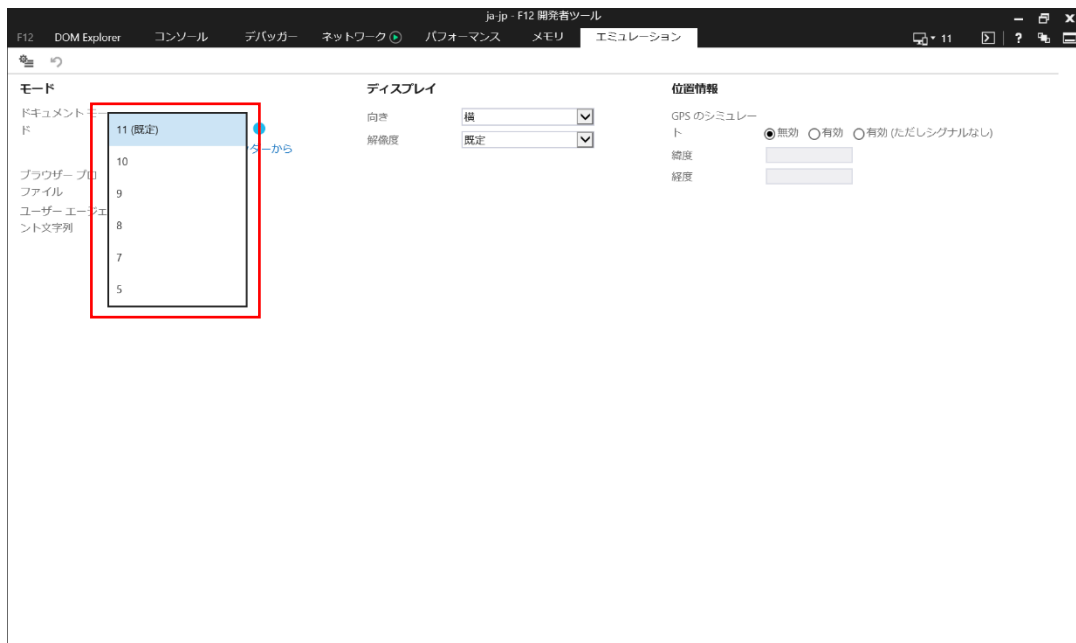 ja-jp - F12 開発者ツール
F12 DOM Explorer コンソール デバッガー ネットワーク パフォーマンス メモリ エミュレーション 11 ?
モード
ドキュメント モー
ド
11 (既定)
ターから
10
9
8
7
5
ブラウザー プロ
ファイル
ユーザー エージェ
ント文字列
ディスプレイ
向き 横
解像度 既定
位置情報
GPS のシミュレー
ト 無効 有効 有効 (ただしシグナルなし)
緯度
経度